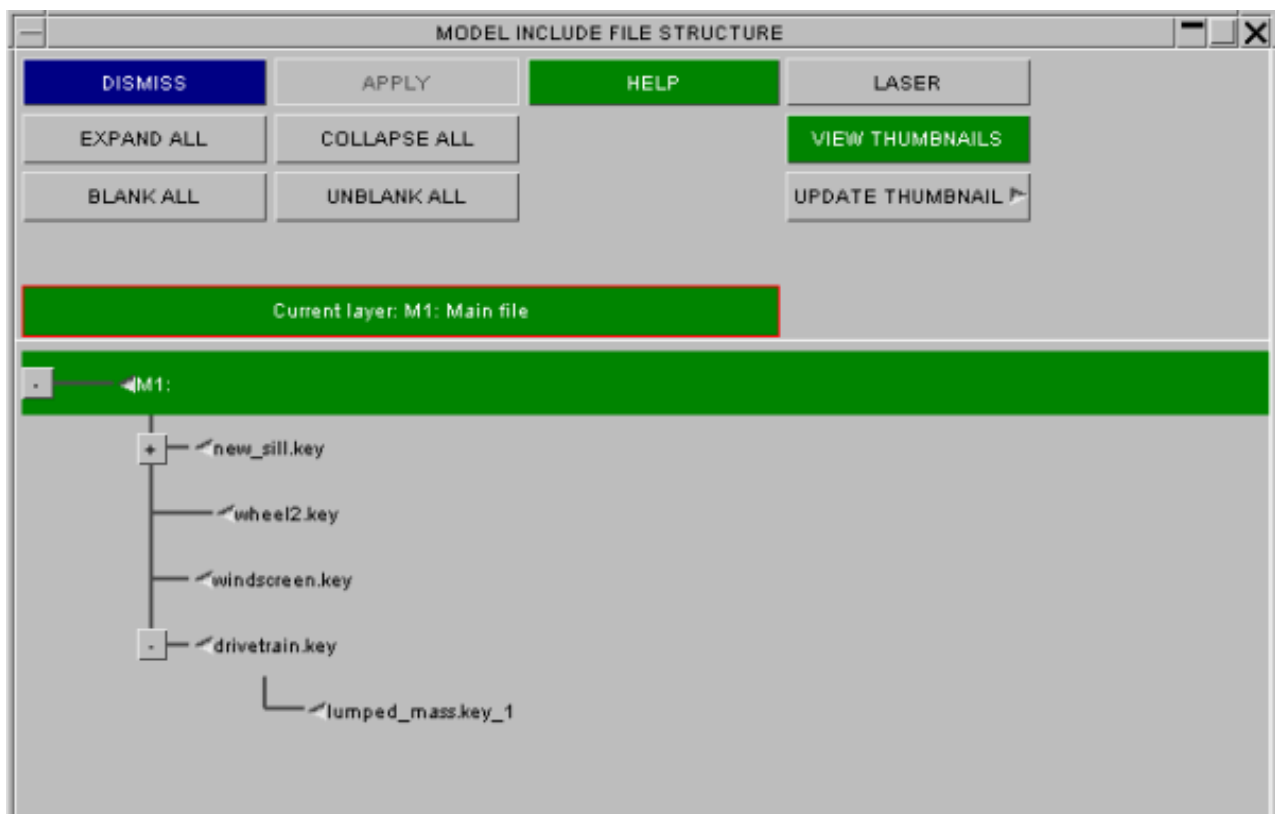 MODEL INCLUDE FILE STRUCTURE
DISMISS APPLY HELP LASER
EXPAND ALL COLLAPSE ALL VIEW THUMBNAILS
BLANK ALL UNBLANK ALL UPDATE THUMBNAIL
Current layer: M1: Main file
- M1:
+ new_sill.key
wheel2.key
windscreen.key
- drivetrain.key
lumped_mass.key_1